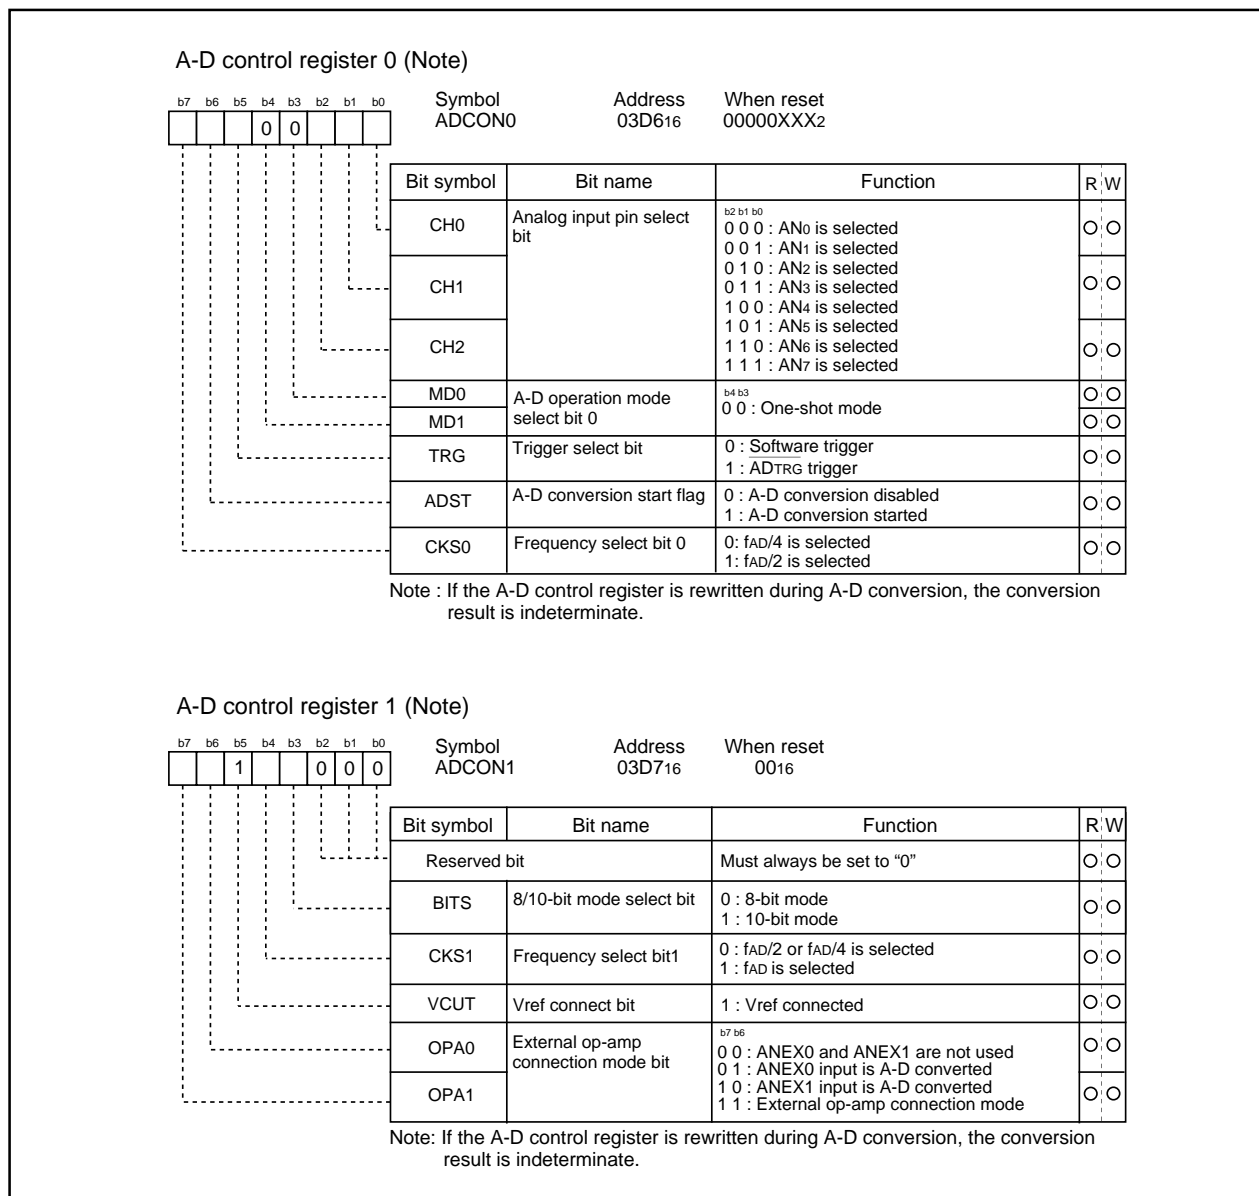 A-D control register 0 (Note)
b7 b6 b5 b4 b3 b2 b1 b0
0 0
Symbol Address When reset
ADCON0 03D616 00000XXX2
Bit symbol Bit name Function R W
CH0 Analog input pin select bit
b2 b1 b0
0 0 0 : AN0 is selected
0 0 1 : AN1 is selected
CH1
0 1 0 : AN2 is selected
0 1 1 : AN3 is selected
1 0 0 : AN4 is selected
CH2
1 0 1 : AN5 is selected
1 1 0 : AN6 is selected
1 1 1 : AN7 is selected
MD0
MD1
A-D operation mode
select bit 0
b4 b3
0 0 : One-shot mode
TRG Trigger select bit
0 : Software trigger
1 : ADTRG trigger
ADST A-D conversion start flag
0 : A-D conversion disabled
1 : A-D conversion started
CKS0 Frequency select bit 0
0: fAD/4 is selected
1: fAD/2 is selected
Note : If the A-D control register is rewritten during A-D conversion, the conversion
result is indeterminate.
A-D control register 1 (Note)
b7 b6 b5 b4 b3 b2 b1 b0
1 0 0 0
Symbol Address When reset
ADCON1 03D716 0016
Bit symbol Bit name Function R W
Reserved bit Must always be set to “0”
BITS 8/10-bit mode select bit
0 : 8-bit mode
1 : 10-bit mode
CKS1 Frequency select bit1
0 : fAD/2 or fAD/4 is selected
1 : fAD is selected
VCUT Vref connect bit 1 : Vref connected
OPA0
OPA1
External op-amp
connection mode bit
b7 b6
0 0 : ANEX0 and ANEX1 are not used
0 1 : ANEX0 input is A-D converted
1 0 : ANEX1 input is A-D converted
1 1 : External op-amp connection mode
Note: If the A-D control register is rewritten during A-D conversion, the conversion
result is indeterminate.